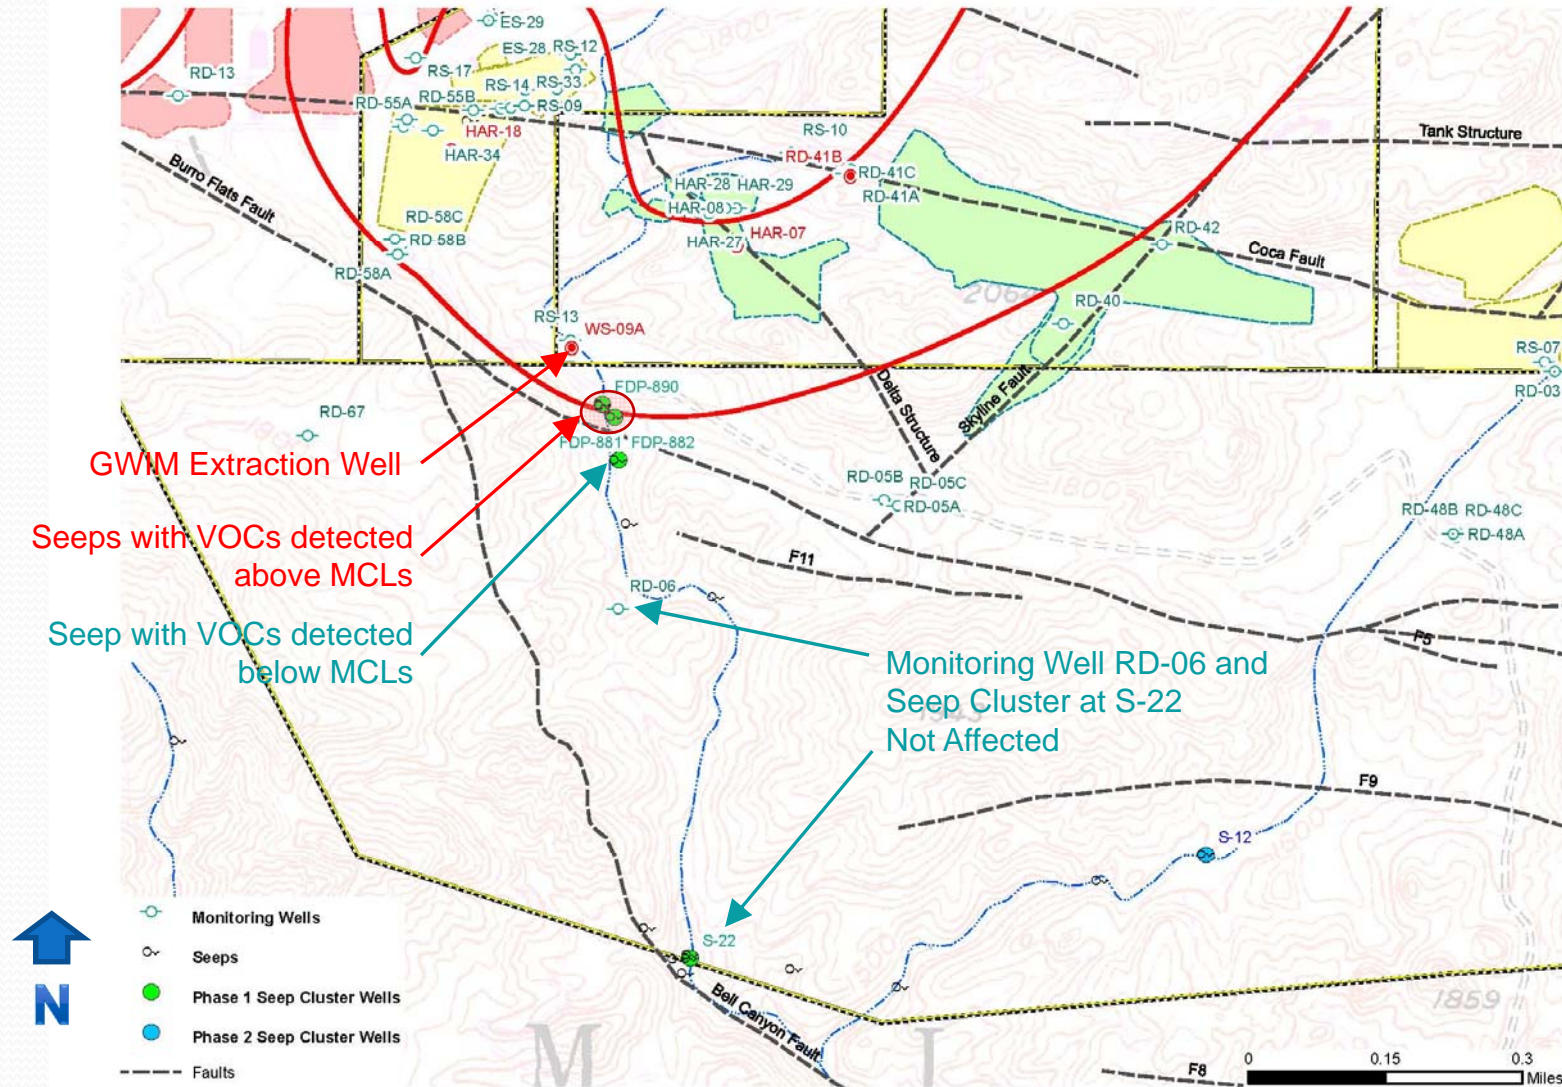 ES-29
ES-28 RS-12
RD-13
RS-17
RS-14 RS-33
RD-55A RD-55B
RS-09
HAR-18
HAR-34
RS-10
RD-41B
RD-41C
RD-41A
Tank Structure
Burro Flats Fault
HAR-28 HAR-29
HAR-08
HAR-27
HAR-07
RD-58C
RD-58B
RD-58A
RD-42
Coca Fault
RD-40
RS-13
WS-09A
RS-07
RD-03
FDP-890
Delta Structure
Skyline Fault
RD-67
FDP-881 FDP-882
GWIM Extraction Well
RD-05B RD-05C
RD-05A
1800
RD-48B RD-48C
RD-48A
Seeps with VOCs detected
above MCLs
F11
RD-06
Seep with VOCs detected
below MCLs
F5
Monitoring Well RD-06 and
Seep Cluster at S-22
Not Affected
F9
S-12
S-22
Bell Canyon Fault
1859
M I
F8
N
Monitoring Wells
Seeps
Phase 1 Seep Cluster Wells
Phase 2 Seep Cluster Wells
Faults
0 0.15 0.3
Miles